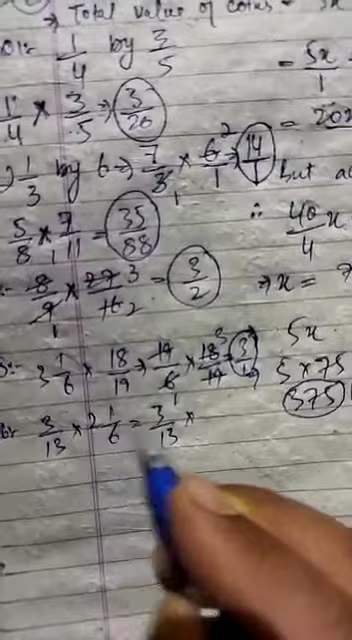 ⇒ Total value of coins =
1/4 by 3/5
= 5x/1
1/4 × 3/5 ⇒ 3/20
2 1/3 by 6 ⇒ 7/3 × 6/1 ⇒ 14/1
but
5/8 × 7/11 = 35/88
∴ 40/4 x
8/9 × 27/16 = 3/2
⇒ x = 7
3 1/6 × 18/19 ⇒ 19/6 × 18/19 ⇒ 3/1
5x
5 × 75
375
3/13 × 2 1/6 = 3/13 ×